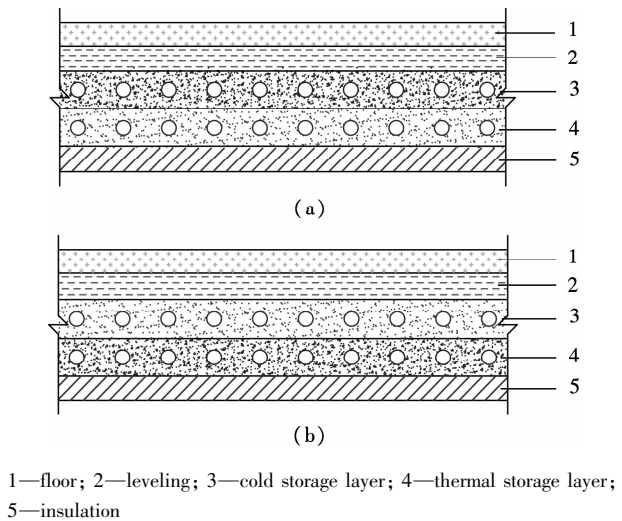 1
2
3
4
5
(a)
1
2
3
4
5
(b)
1—floor; 2—leveling; 3—cold storage layer; 4—thermal storage layer;
5—insulation